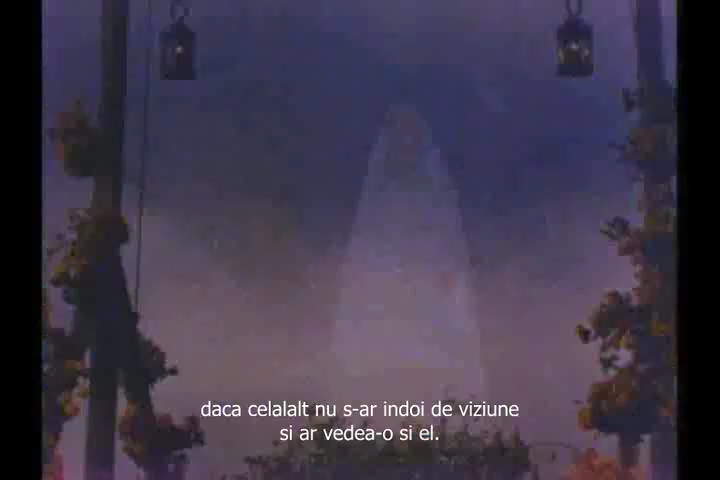 daca celalalt nu s-ar indoi de viziune
si ar vedea-o si el.